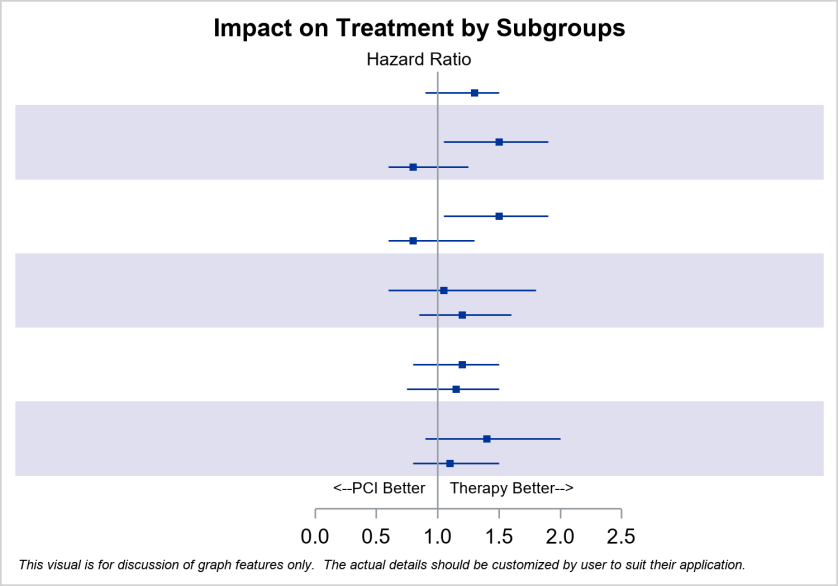 Impact on Treatment by Subgroups
Hazard Ratio
<--PCI Better Therapy Better-->
0.0 0.5 1.0 1.5 2.0 2.5
This visual is for discussion of graph features only.  The actual details should be customized by user to suit their application.